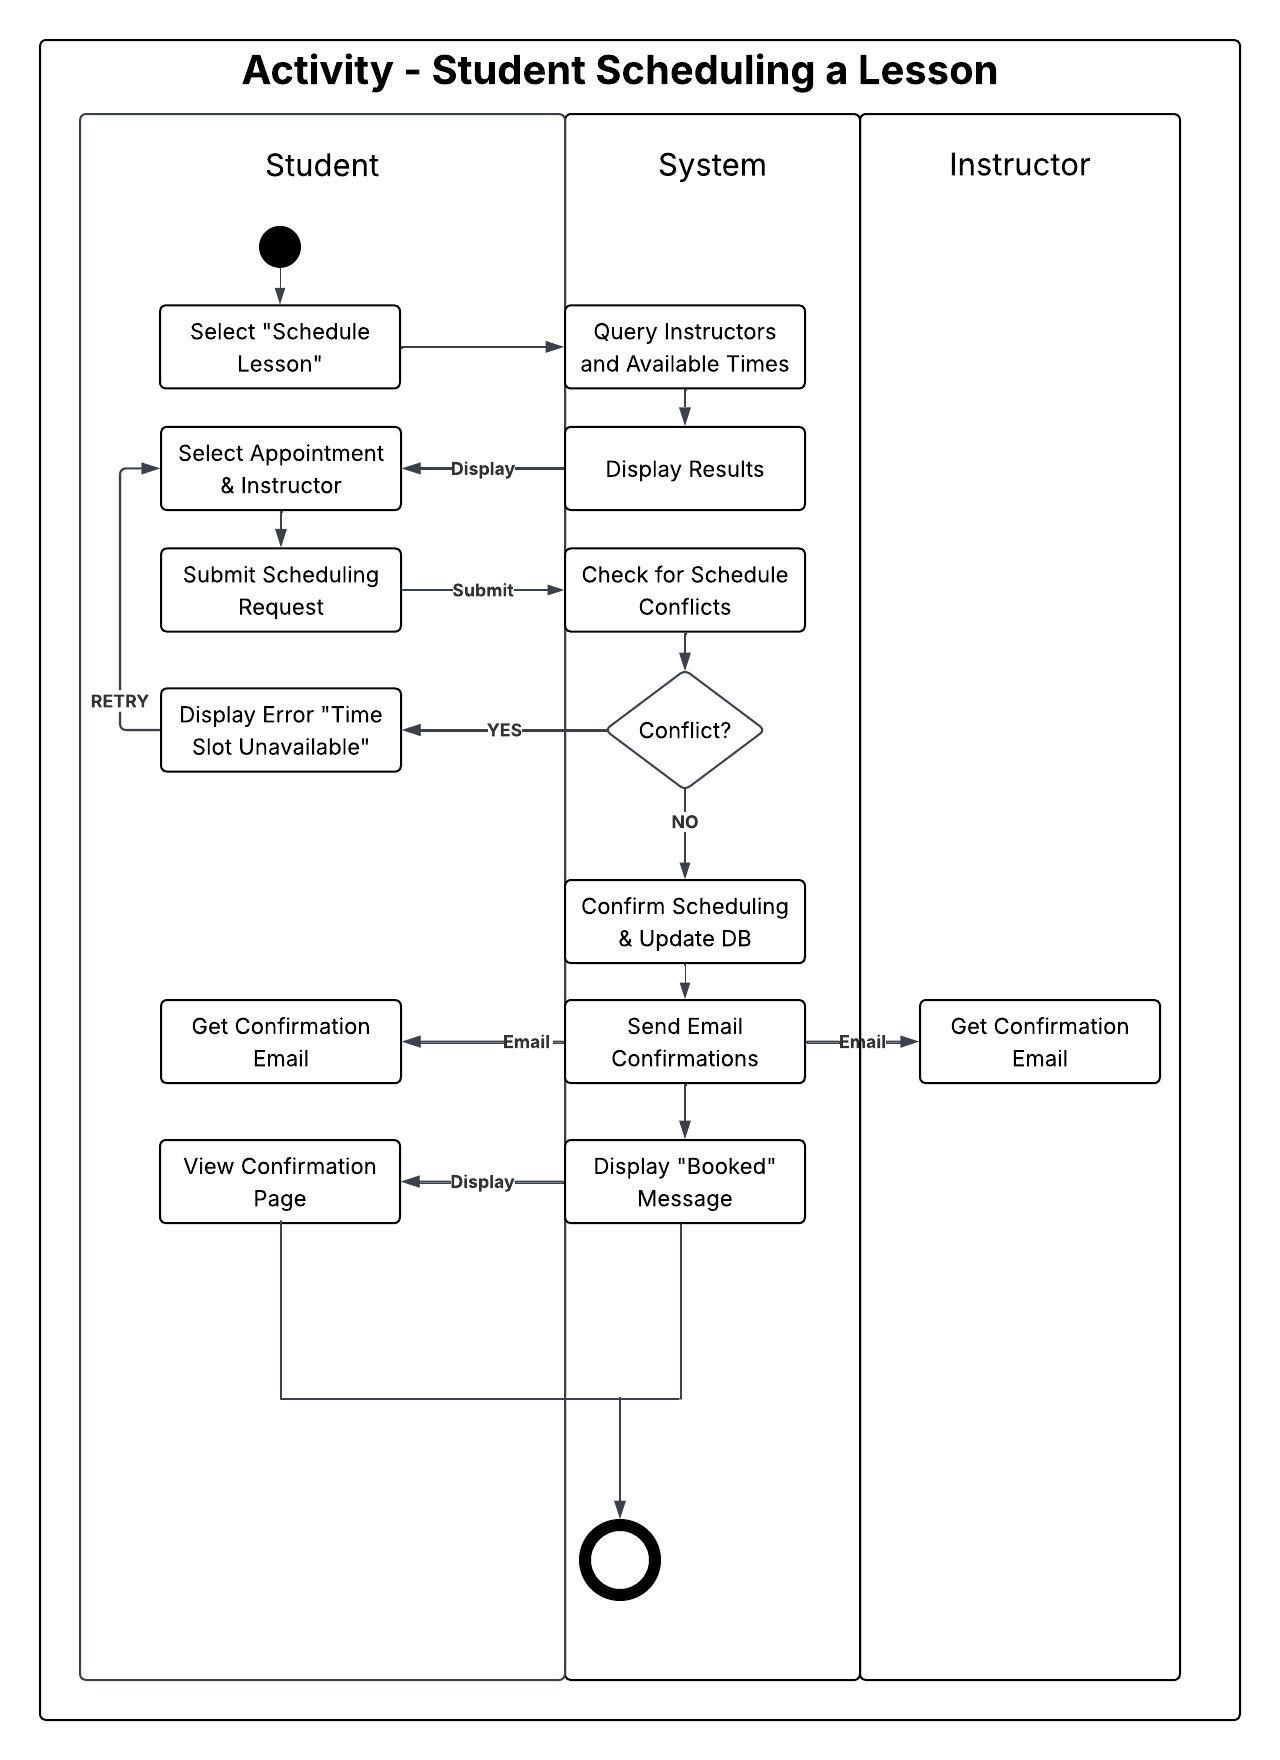 Activity - Student Scheduling a Lesson
Student
System
Instructor
Select "Schedule
Lesson"
Query Instructors
and Available Times
Select Appointment
& Instructor
Display
Display Results
Submit Scheduling
Request
Submit
Check for Schedule
Conflicts
RETRY
Display Error "Time
Slot Unavailable"
YES
Conflict?
NO
Confirm Scheduling
& Update DB
Get Confirmation
Email
Email
Send Email
Confirmations
Email
Get Confirmation
Email
View Confirmation
Page
Display
Display "Booked"
Message